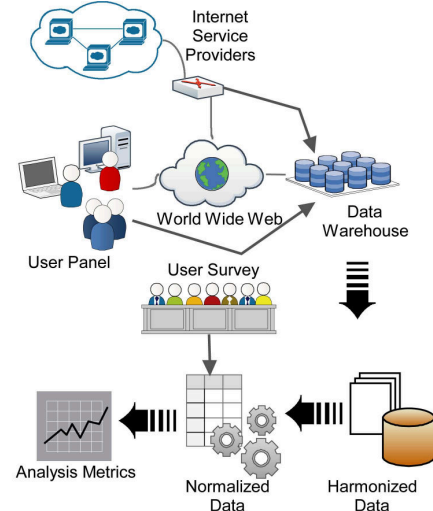 Internet
Service
Providers
World Wide Web
Data
Warehouse
User Panel
User Survey
Analysis Metrics
Normalized
Data
Harmonized
Data